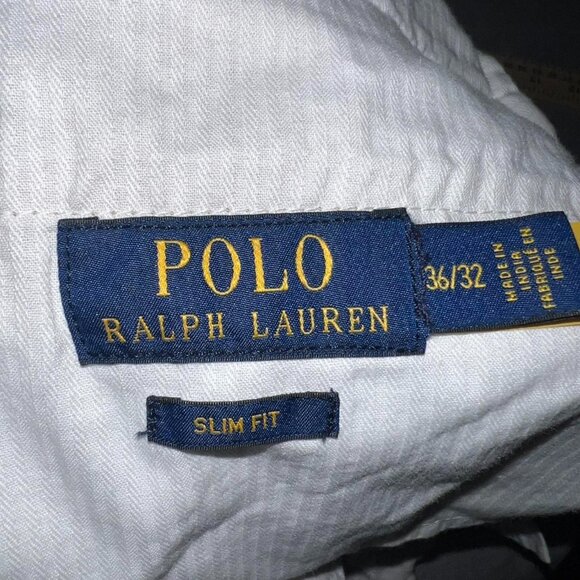 POLO
RALPH LAUREN
36/32
MADE IN
INDIA
FABRIQUÉ EN
INDE
SLIM FIT